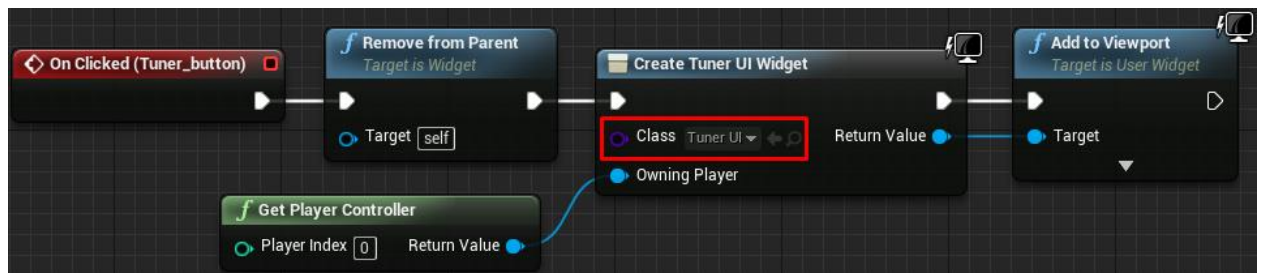 On Clicked (Tuner_button)
f Remove from Parent
Target is Widget
Target self
Create Tuner UI Widget
Class Tuner UI
Return Value
Owning Player
f Add to Viewport
Target is User Widget
Target
f Get Player Controller
Player Index 0
Return Value